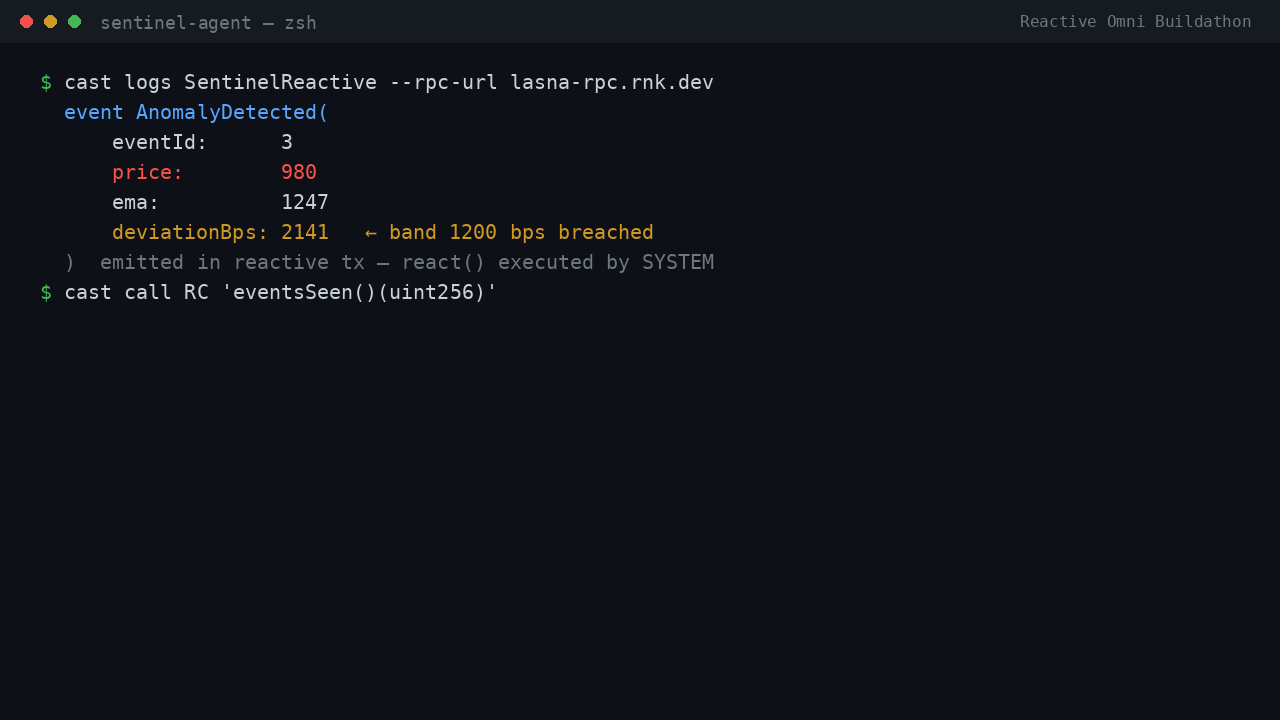 sentinel-agent — zsh
Reactive Omni Buildathon
$ cast logs SentinelReactive --rpc-url lasna-rpc.rnk.dev
event AnomalyDetected(
eventId: 3
price: 980
ema: 1247
deviationBps: 2141 ← band 1200 bps breached
) emitted in reactive tx — react() executed by SYSTEM
$ cast call RC 'eventsSeen()(uint256)'